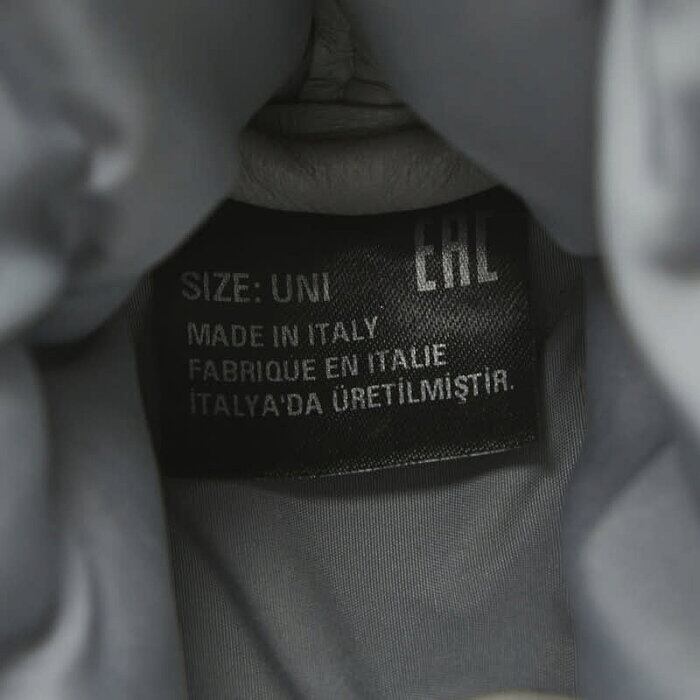 SIZE: UNI EAC
MADE IN ITALY
FABRIQUE EN ITALIE
İTALYA'DA ÜRETİLMİŞTİR.